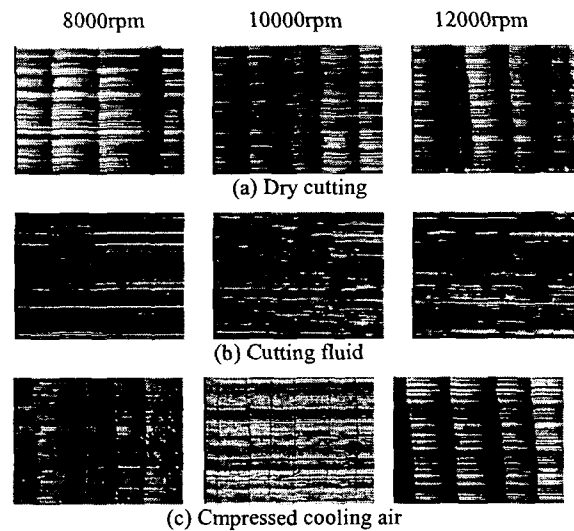 8000rpm 10000rpm 12000rpm
(a) Dry cutting
(b) Cutting fluid
(c) Cmpressed cooling air